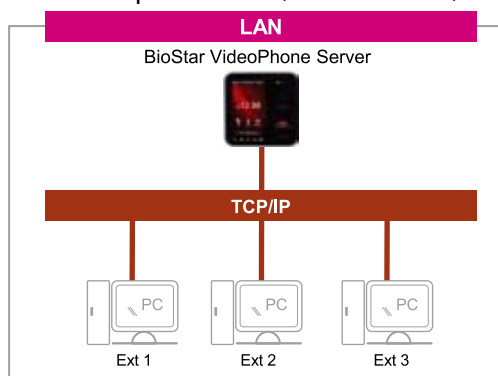 LAN
BioStar VideoPhone Server
TCP/IP
PC PC PC
Ext 1 Ext 2 Ext 3